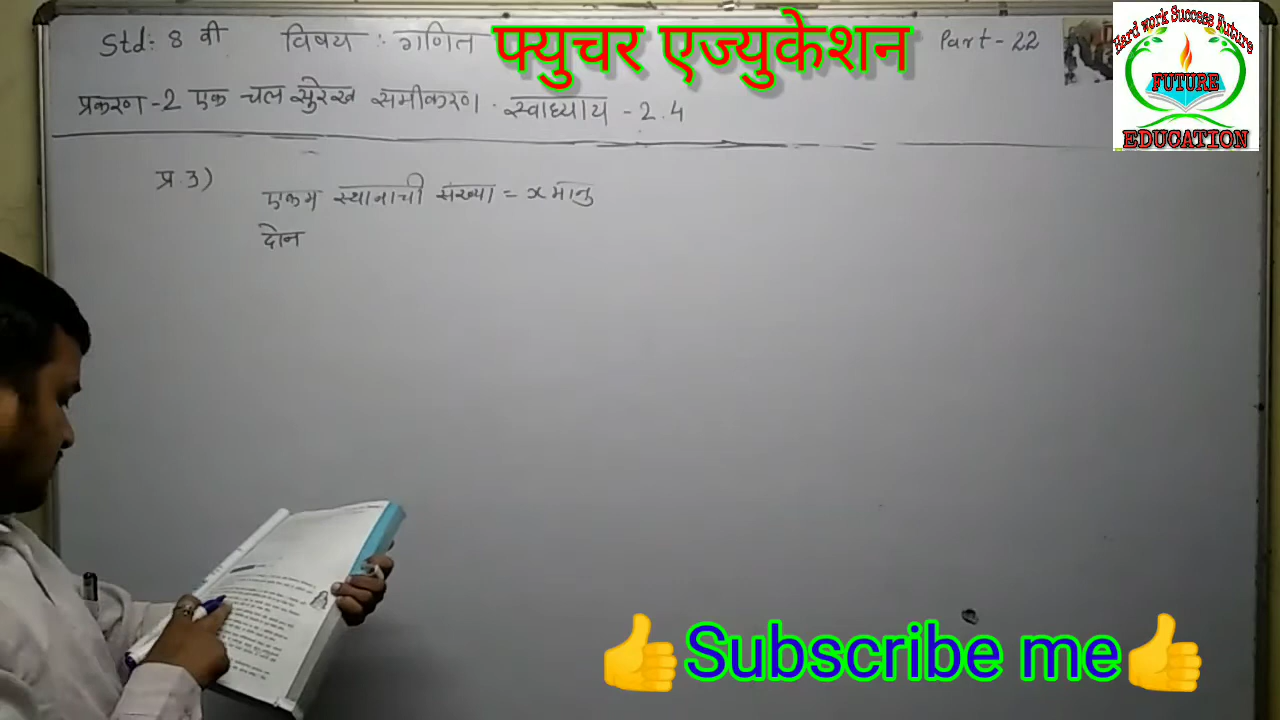 Std: 8 वी विषय : गणित फ्युचर एज्युकेशन Part - 22
प्रकरण -2 एक चल सुरेख समीकरण. स्वाध्याय - 2.4
प्र.3)
एकम स्थानाची संख्या = x मानु
दोन
Hard work Success Future
FUTURE
EDUCATION
👍Subscribe me👍